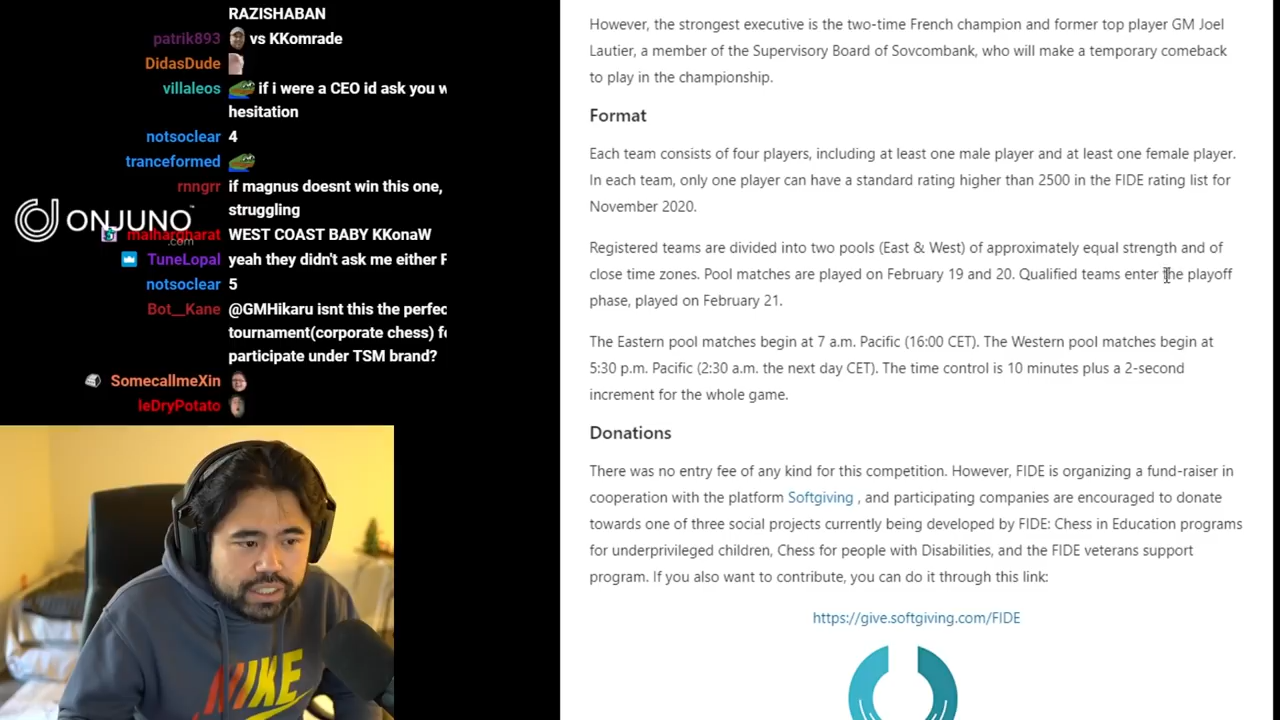 RAZISHABAN
patrik893 vs KKomrade
DidasDude
villaleos if i were a CEO id ask you w
hesitation
notsoclear 4
tranceformed
rnngrr if magnus doesnt win this one,
struggling
ONJUNO™
.com
malhargharat WEST COAST BABY KKonaW
TuneLopal yeah they didn't ask me either F
notsoclear 5
Bot__Kane @GMHikaru isnt this the perfec
tournament(corporate chess) fo
participate under TSM brand?
SomecallmeXin
leDryPotato
NIKE
However, the strongest executive is the two-time French champion and former top player GM Joel
Lautier, a member of the Supervisory Board of Sovcombank, who will make a temporary comeback
to play in the championship.
Format
Each team consists of four players, including at least one male player and at least one female player.
In each team, only one player can have a standard rating higher than 2500 in the FIDE rating list for
November 2020.
Registered teams are divided into two pools (East & West) of approximately equal strength and of
close time zones. Pool matches are played on February 19 and 20. Qualified teams enter the playoff
phase, played on February 21.
The Eastern pool matches begin at 7 a.m. Pacific (16:00 CET). The Western pool matches begin at
5:30 p.m. Pacific (2:30 a.m. the next day CET). The time control is 10 minutes plus a 2-second
increment for the whole game.
Donations
There was no entry fee of any kind for this competition. However, FIDE is organizing a fund-raiser in
cooperation with the platform Softgiving , and participating companies are encouraged to donate
towards one of three social projects currently being developed by FIDE: Chess in Education programs
for underprivileged children, Chess for people with Disabilities, and the FIDE veterans support
program. If you also want to contribute, you can do it through this link:
https://give.softgiving.com/FIDE